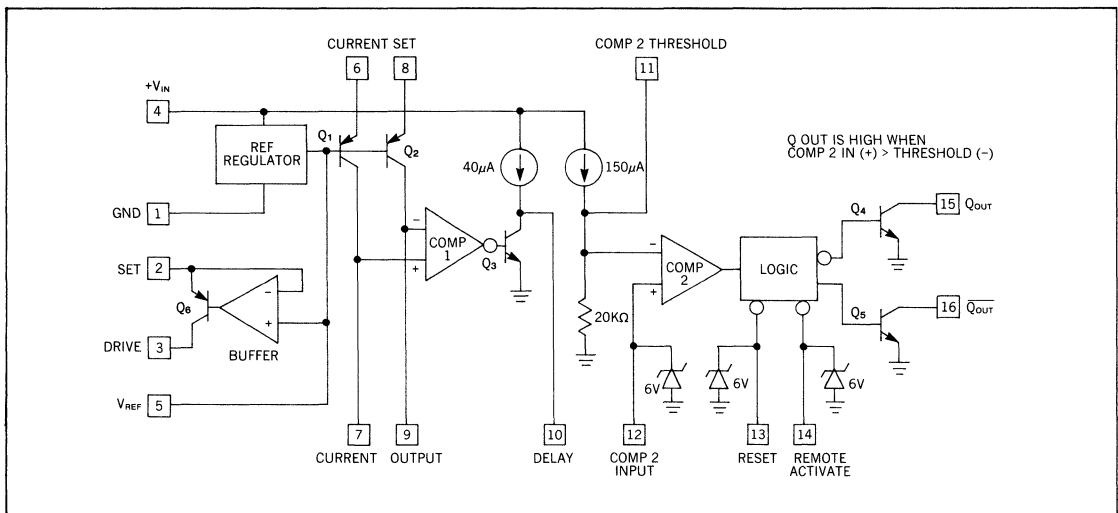 CURRENT SET
6
8
COMP 2 THRESHOLD
11
+VIN
4
REF
REGULATOR
Q1
Q2
40μA
150μA
Q OUT IS HIGH WHEN
COMP 2 IN (+) > THRESHOLD (-)
GND
1
SET
2
Q6
-
+
BUFFER
DRIVE
3
VREF
5
-
+
COMP
1
Q3
20KΩ
-
+
COMP
2
LOGIC
Q4
15
QOUT
Q5
16
QOUT
6V
6V
6V
7
9
10
12
13
14
CURRENT
OUTPUT
DELAY
COMP 2
INPUT
RESET
REMOTE
ACTIVATE